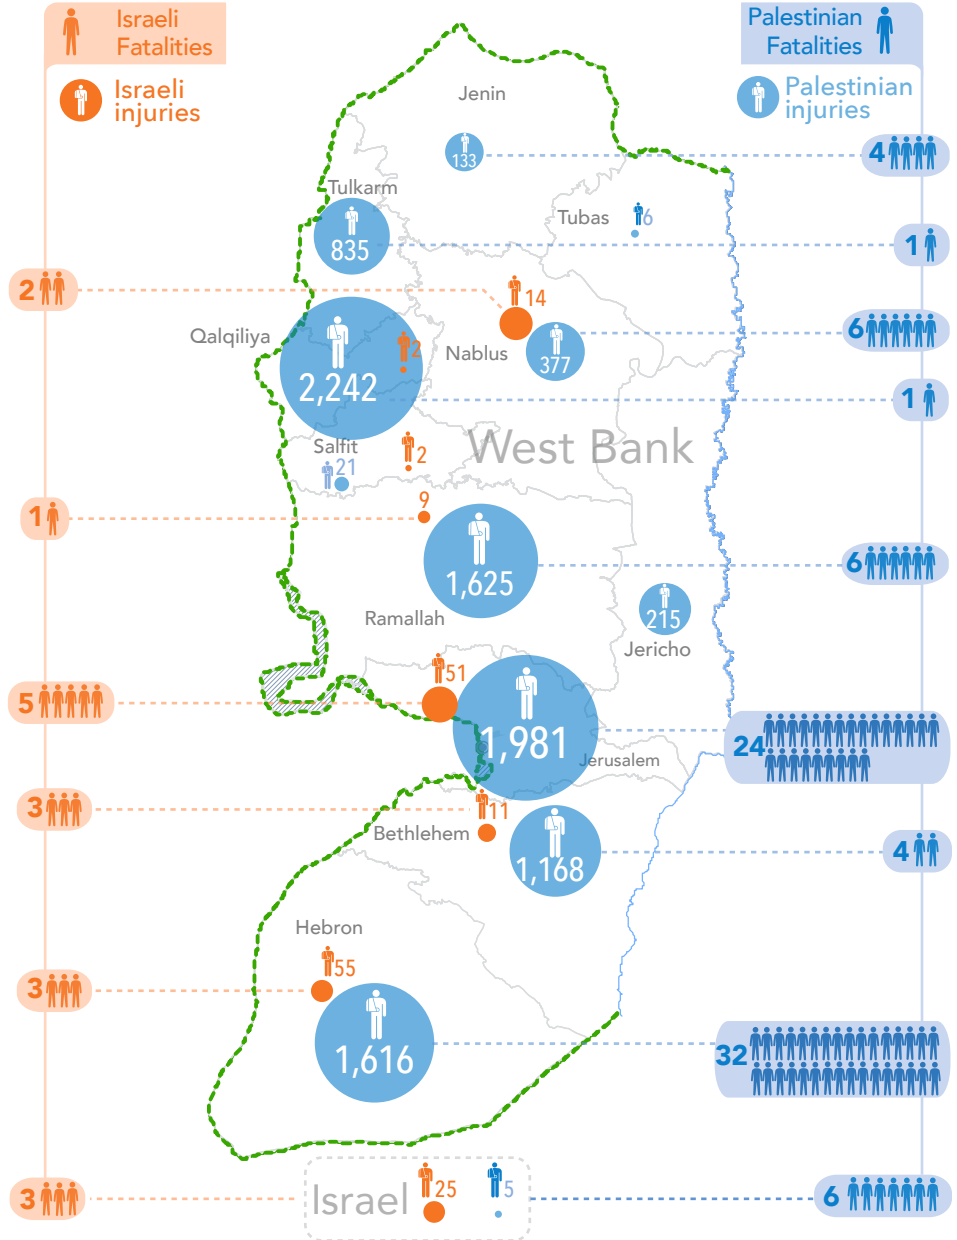 Israeli
Fatalities
Israeli
injuries
Palestinian
Fatalities
Palestinian
injuries
Jenin
133
4
Tulkarm
835
Tubas
6
1
2
14
Qalqiliya
2,242
2
Nablus
377
6
1
West Bank
Salfit
21
2
1
9
1,625
6
Ramallah
215
Jericho
5
51
1,981
24
Jerusalem
3
11
Bethlehem
1,168
4
Hebron
3
55
1,616
32
3
Israel
25
5
6